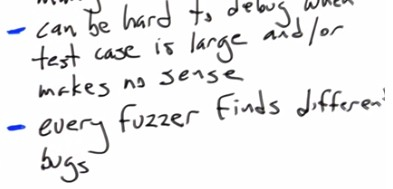 - can be hard to debug when
test case is large and/or
makes no sense
- every fuzzer finds different
bugs